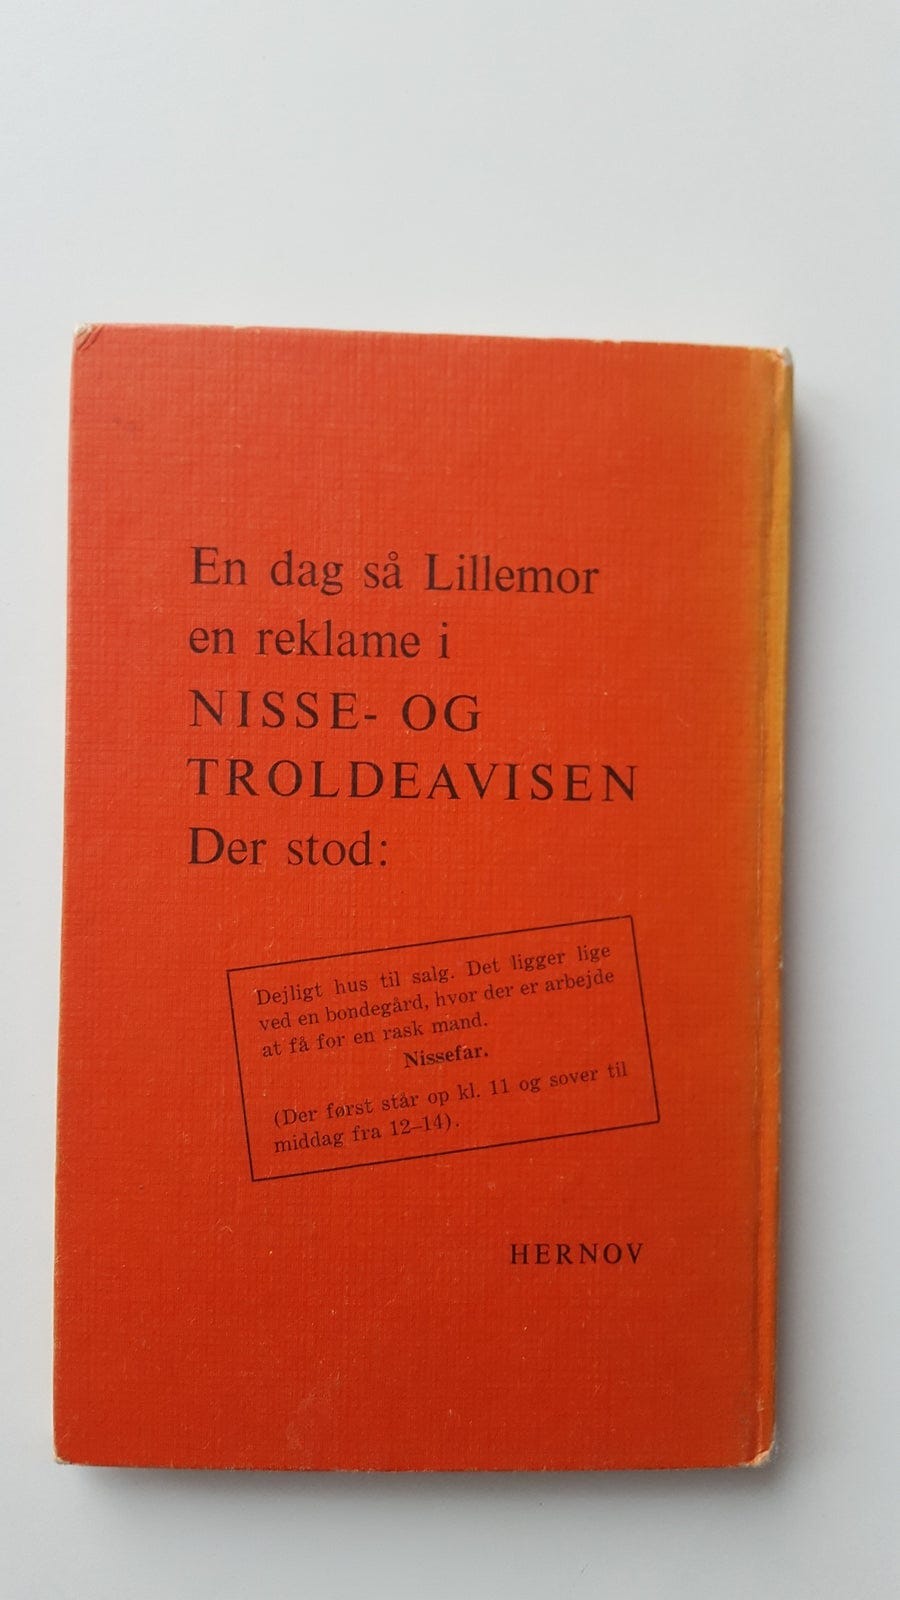 En dag så Lillemor
en reklame i
NISSE- OG
TROLDEAVISEN
Der stod:
Dejligt hus til salg. Det ligger lige
ved en bondegård, hvor der er arbejde
at få for en rask mand.
Nissefar.
(Der først står op kl. 11 og sover til
middag fra 12–14).
HERNOV